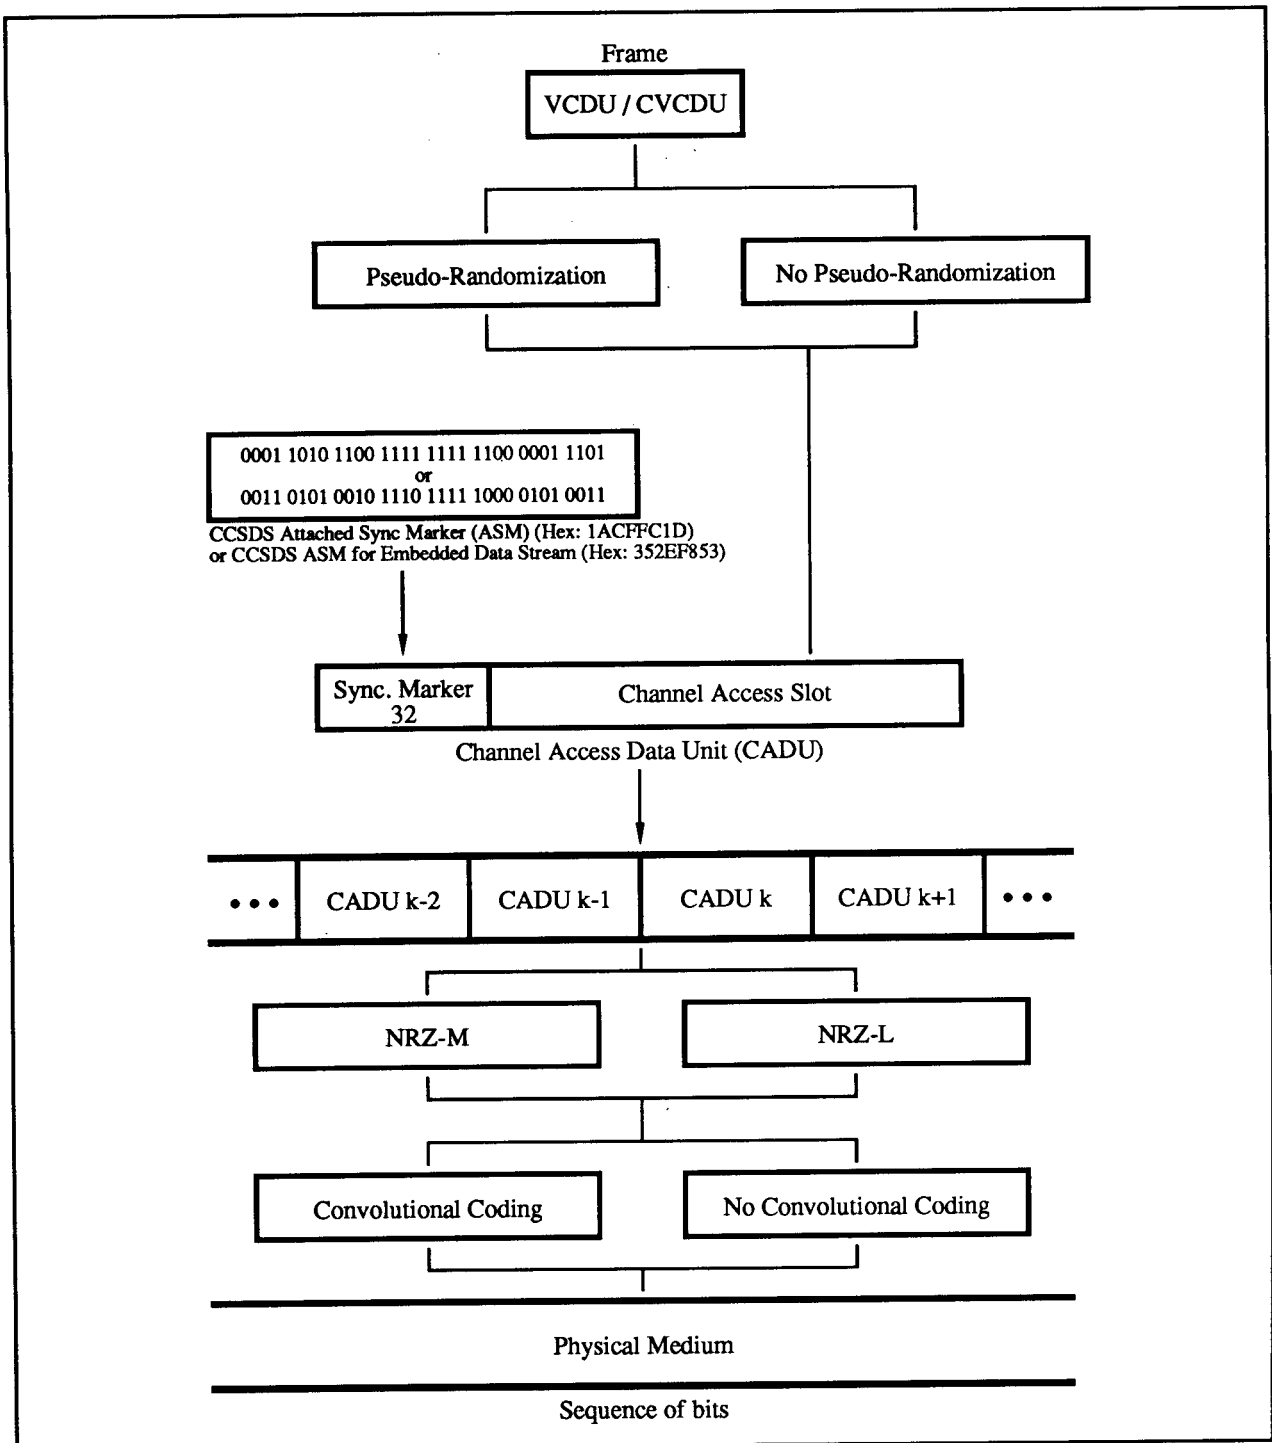 Frame
VCDU / CVCDU
Pseudo-Randomization
No Pseudo-Randomization
0001 1010 1100 1111 1111 1100 0001 1101
or
0011 0101 0010 1110 1111 1000 0101 0011
CCSDS Attached Sync Marker (ASM) (Hex: 1ACFFC1D)
or CCSDS ASM for Embedded Data Stream (Hex: 352EF853)
Sync. Marker
32
Channel Access Slot
Channel Access Data Unit (CADU)
••• CADU k-2 CADU k-1 CADU k CADU k+1 •••
NRZ-M
NRZ-L
Convolutional Coding
No Convolutional Coding
Physical Medium
Sequence of bits